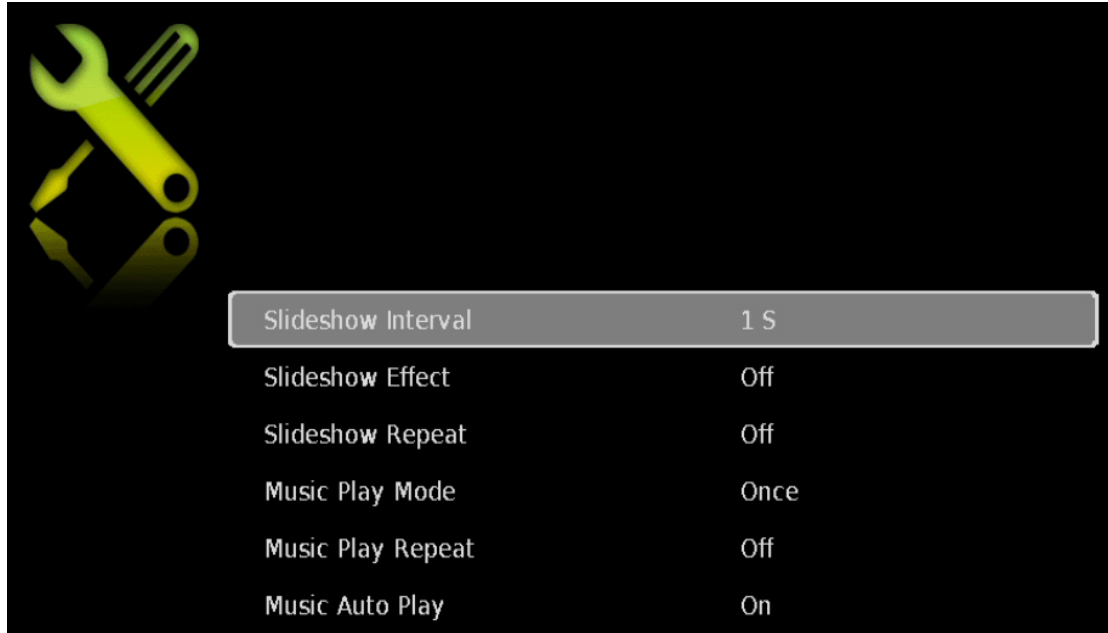 Slideshow Interval 1 S
Slideshow Effect Off
Slideshow Repeat Off
Music Play Mode Once
Music Play Repeat Off
Music Auto Play On